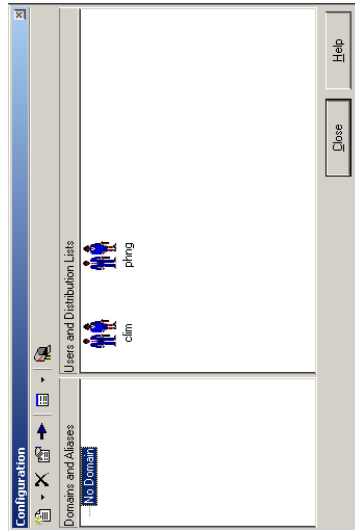 Configuration
Domains and Aliases
Users and Distribution Lists
No Domain
clim
phng
Close
Help